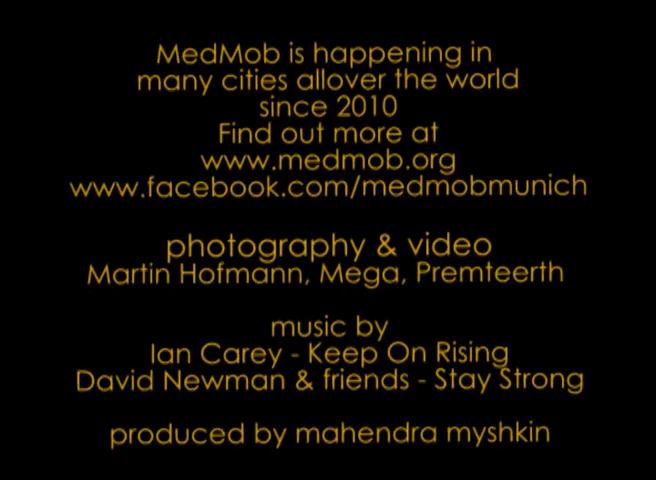 MedMob is happening in
many cities allover the world
since 2010
Find out more at
www.medmob.org
www.facebook.com/medmobmunich
photography & video
Martin Hofmann, Mega, Premteerth
music by
Ian Carey - Keep On Rising
David Newman & friends - Stay Strong
produced by mahendra myshkin